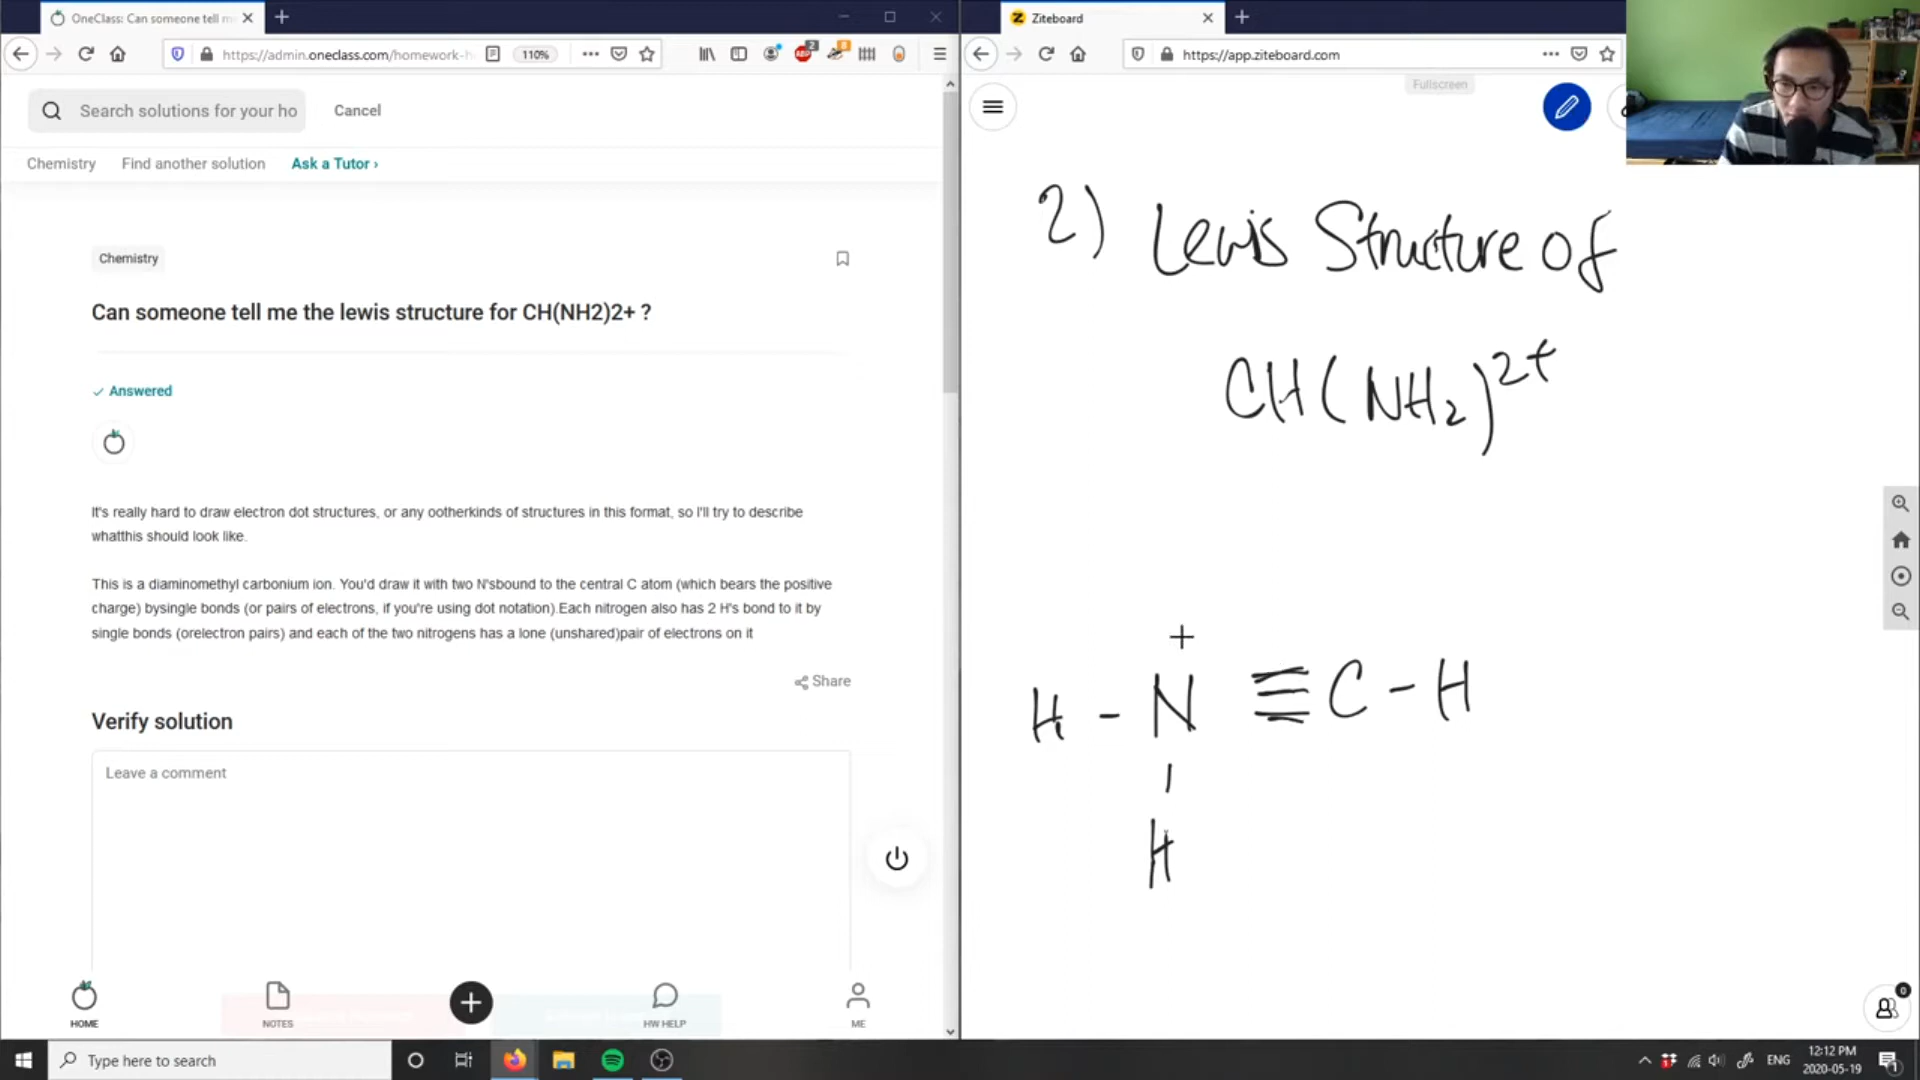 OneClass: Can someone tell m
https://admin.oneclass.com/homework-h
110%
2
8
Search solutions for your ho
Cancel
Chemistry
Find another solution
Ask a Tutor ›
Chemistry
Can someone tell me the lewis structure for CH(NH2)2+ ?
Answered
It's really hard to draw electron dot structures, or any ootherkinds of structures in this format, so I'll try to describe
whatthis should look like.
This is a diaminomethyl carbonium ion. You'd draw it with two N'sbound to the central C atom (which bears the positive
charge) bysingle bonds (or pairs of electrons, if you're using dot notation).Each nitrogen also has 2 H's bond to it by
single bonds (orelectron pairs) and each of the two nitrogens has a lone (unshared)pair of electrons on it
Share
Verify solution
Leave a comment
HOME
NOTES
HW HELP
ME
Ziteboard
https://app.ziteboard.com
Fullscreen
2) Lewis Structure of
CH(NH₂)²⁺
+
H - N ≡ C - H
|
H
0
Type here to search
ENG
12:12 PM
2020-05-19
1